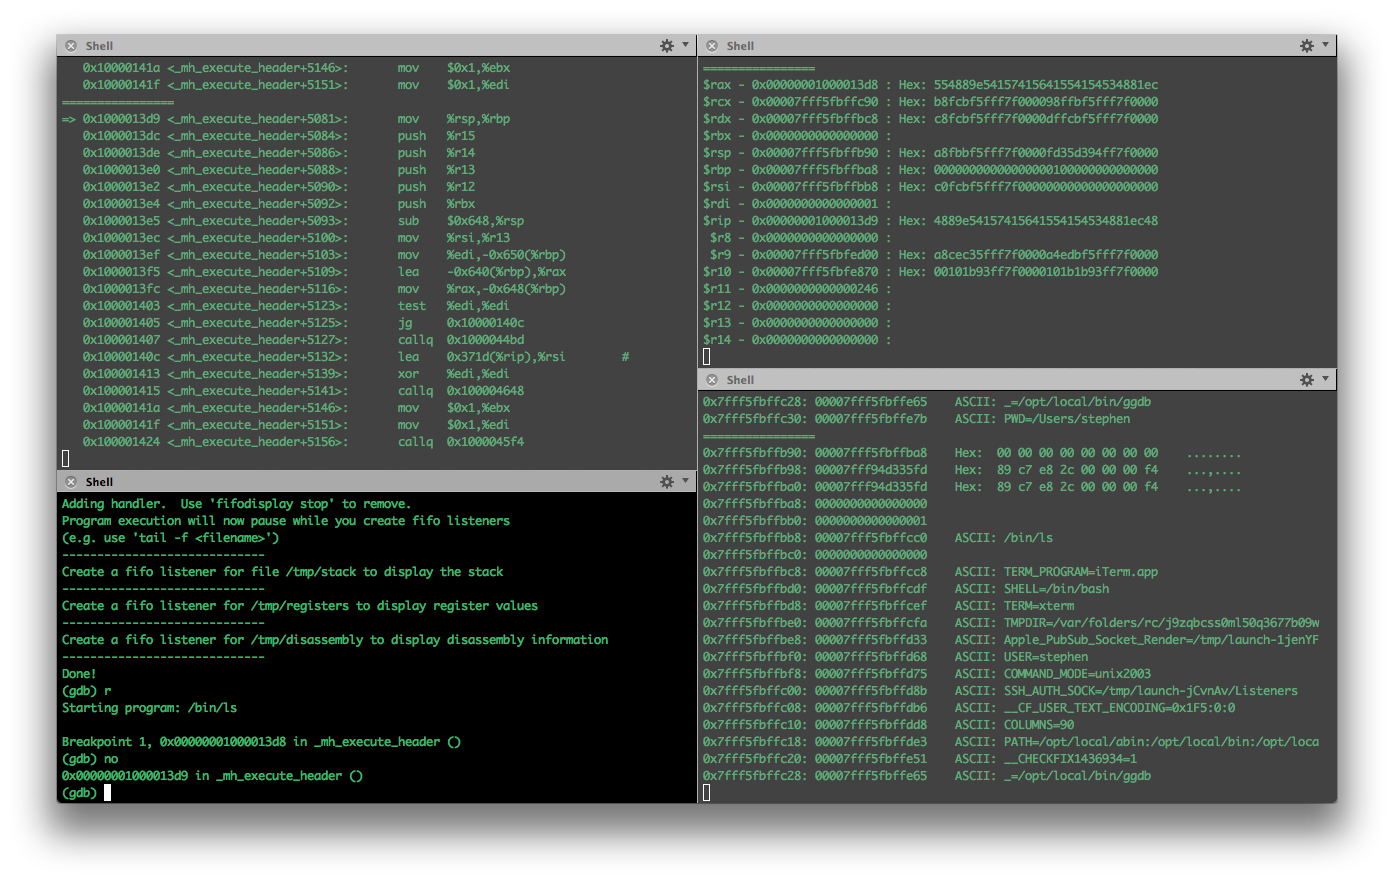 Shell
0x10000141a <_mh_execute_header+5146>: mov $0x1,%ebx
0x10000141f <_mh_execute_header+5151>: mov $0x1,%edi
================
=> 0x1000013d9 <_mh_execute_header+5081>: mov %rsp,%rbp
0x1000013dc <_mh_execute_header+5084>: push %r15
0x1000013de <_mh_execute_header+5086>: push %r14
0x1000013e0 <_mh_execute_header+5088>: push %r13
0x1000013e2 <_mh_execute_header+5090>: push %r12
0x1000013e4 <_mh_execute_header+5092>: push %rbx
0x1000013e5 <_mh_execute_header+5093>: sub $0x648,%rsp
0x1000013ec <_mh_execute_header+5100>: mov %rsi,%r13
0x1000013ef <_mh_execute_header+5103>: mov %edi,-0x650(%rbp)
0x1000013f5 <_mh_execute_header+5109>: lea -0x640(%rbp),%rax
0x1000013fc <_mh_execute_header+5116>: mov %rax,-0x648(%rbp)
0x100001403 <_mh_execute_header+5123>: test %edi,%edi
0x100001405 <_mh_execute_header+5125>: jg 0x10000140c
0x100001407 <_mh_execute_header+5127>: callq 0x1000044bd
0x10000140c <_mh_execute_header+5132>: lea 0x371d(%rip),%rsi #
0x100001413 <_mh_execute_header+5139>: xor %edi,%edi
0x100001415 <_mh_execute_header+5141>: callq 0x100004648
0x10000141a <_mh_execute_header+5146>: mov $0x1,%ebx
0x10000141f <_mh_execute_header+5151>: mov $0x1,%edi
0x100001424 <_mh_execute_header+5156>: callq 0x1000045f4
Shell
Adding handler. Use 'fifodisplay stop' to remove.
Program execution will now pause while you create fifo listeners
(e.g. use 'tail -f <filename>')
-----------------------------
Create a fifo listener for file /tmp/stack to display the stack
-----------------------------
Create a fifo listener for /tmp/registers to display register values
-----------------------------
Create a fifo listener for /tmp/disassembly to display disassembly information
-----------------------------
Done!
(gdb) r
Starting program: /bin/ls
Breakpoint 1, 0x00000001000013d8 in _mh_execute_header ()
(gdb) no
0x00000001000013d9 in _mh_execute_header ()
(gdb)
Shell
================
$rax - 0x00000001000013d8 : Hex: 554889e54157415641554154534881ec
$rcx - 0x00007fff5fbffc90 : Hex: b8fcbf5fff7f000098ffbf5fff7f0000
$rdx - 0x00007fff5fbffbc8 : Hex: c8fcbf5fff7f0000dffcbf5fff7f0000
$rbx - 0x0000000000000000 :
$rsp - 0x00007fff5fbffb90 : Hex: a8fbbf5fff7f0000fd35d394ff7f0000
$rbp - 0x00007fff5fbffba8 : Hex: 00000000000000000100000000000000
$rsi - 0x00007fff5fbffbb8 : Hex: c0fcbf5fff7f00000000000000000000
$rdi - 0x0000000000000001 :
$rip - 0x00000001000013d9 : Hex: 4889e54157415641554154534881ec48
$r8 - 0x0000000000000000 :
$r9 - 0x00007fff5fbfed00 : Hex: a8cec35fff7f0000a4edbf5fff7f0000
$r10 - 0x00007fff5fbfe870 : Hex: 00101b93ff7f0000101b1b93ff7f0000
$r11 - 0x0000000000000246 :
$r12 - 0x0000000000000000 :
$r13 - 0x0000000000000000 :
$r14 - 0x0000000000000000 :
Shell
0x7fff5fbffc28: 00007fff5fbffe65 ASCII: _=/opt/local/bin/ggdb
0x7fff5fbffc30: 00007fff5fbffe7b ASCII: PWD=/Users/stephen
================
0x7fff5fbffb90: 00007fff5fbffba8 Hex: 00 00 00 00 00 00 00 00 ........
0x7fff5fbffb98: 00007fff94d335fd Hex: 89 c7 e8 2c 00 00 00 f4 ...,....
0x7fff5fbffba0: 00007fff94d335fd Hex: 89 c7 e8 2c 00 00 00 f4 ...,....
0x7fff5fbffba8: 0000000000000000
0x7fff5fbffbb0: 0000000000000001
0x7fff5fbffbb8: 00007fff5fbffcc0 ASCII: /bin/ls
0x7fff5fbffbc0: 0000000000000000
0x7fff5fbffbc8: 00007fff5fbffcc8 ASCII: TERM_PROGRAM=iTerm.app
0x7fff5fbffbd0: 00007fff5fbffcdf ASCII: SHELL=/bin/bash
0x7fff5fbffbd8: 00007fff5fbffcef ASCII: TERM=xterm
0x7fff5fbffbe0: 00007fff5fbffcfa ASCII: TMPDIR=/var/folders/rc/j9zqbcss0ml50q3677b09w
0x7fff5fbffbe8: 00007fff5fbffd33 ASCII: Apple_PubSub_Socket_Render=/tmp/launch-1jenYF
0x7fff5fbffbf0: 00007fff5fbffd68 ASCII: USER=stephen
0x7fff5fbffbf8: 00007fff5fbffd75 ASCII: COMMAND_MODE=unix2003
0x7fff5fbffc00: 00007fff5fbffd8b ASCII: SSH_AUTH_SOCK=/tmp/launch-jCvnAv/Listeners
0x7fff5fbffc08: 00007fff5fbffdb6 ASCII: __CF_USER_TEXT_ENCODING=0x1F5:0:0
0x7fff5fbffc10: 00007fff5fbffdd8 ASCII: COLUMNS=90
0x7fff5fbffc18: 00007fff5fbffde3 ASCII: PATH=/opt/local/abin:/opt/local/bin:/opt/loca
0x7fff5fbffc20: 00007fff5fbffe51 ASCII: __CHECKFIX1436934=1
0x7fff5fbffc28: 00007fff5fbffe65 ASCII: _=/opt/local/bin/ggdb